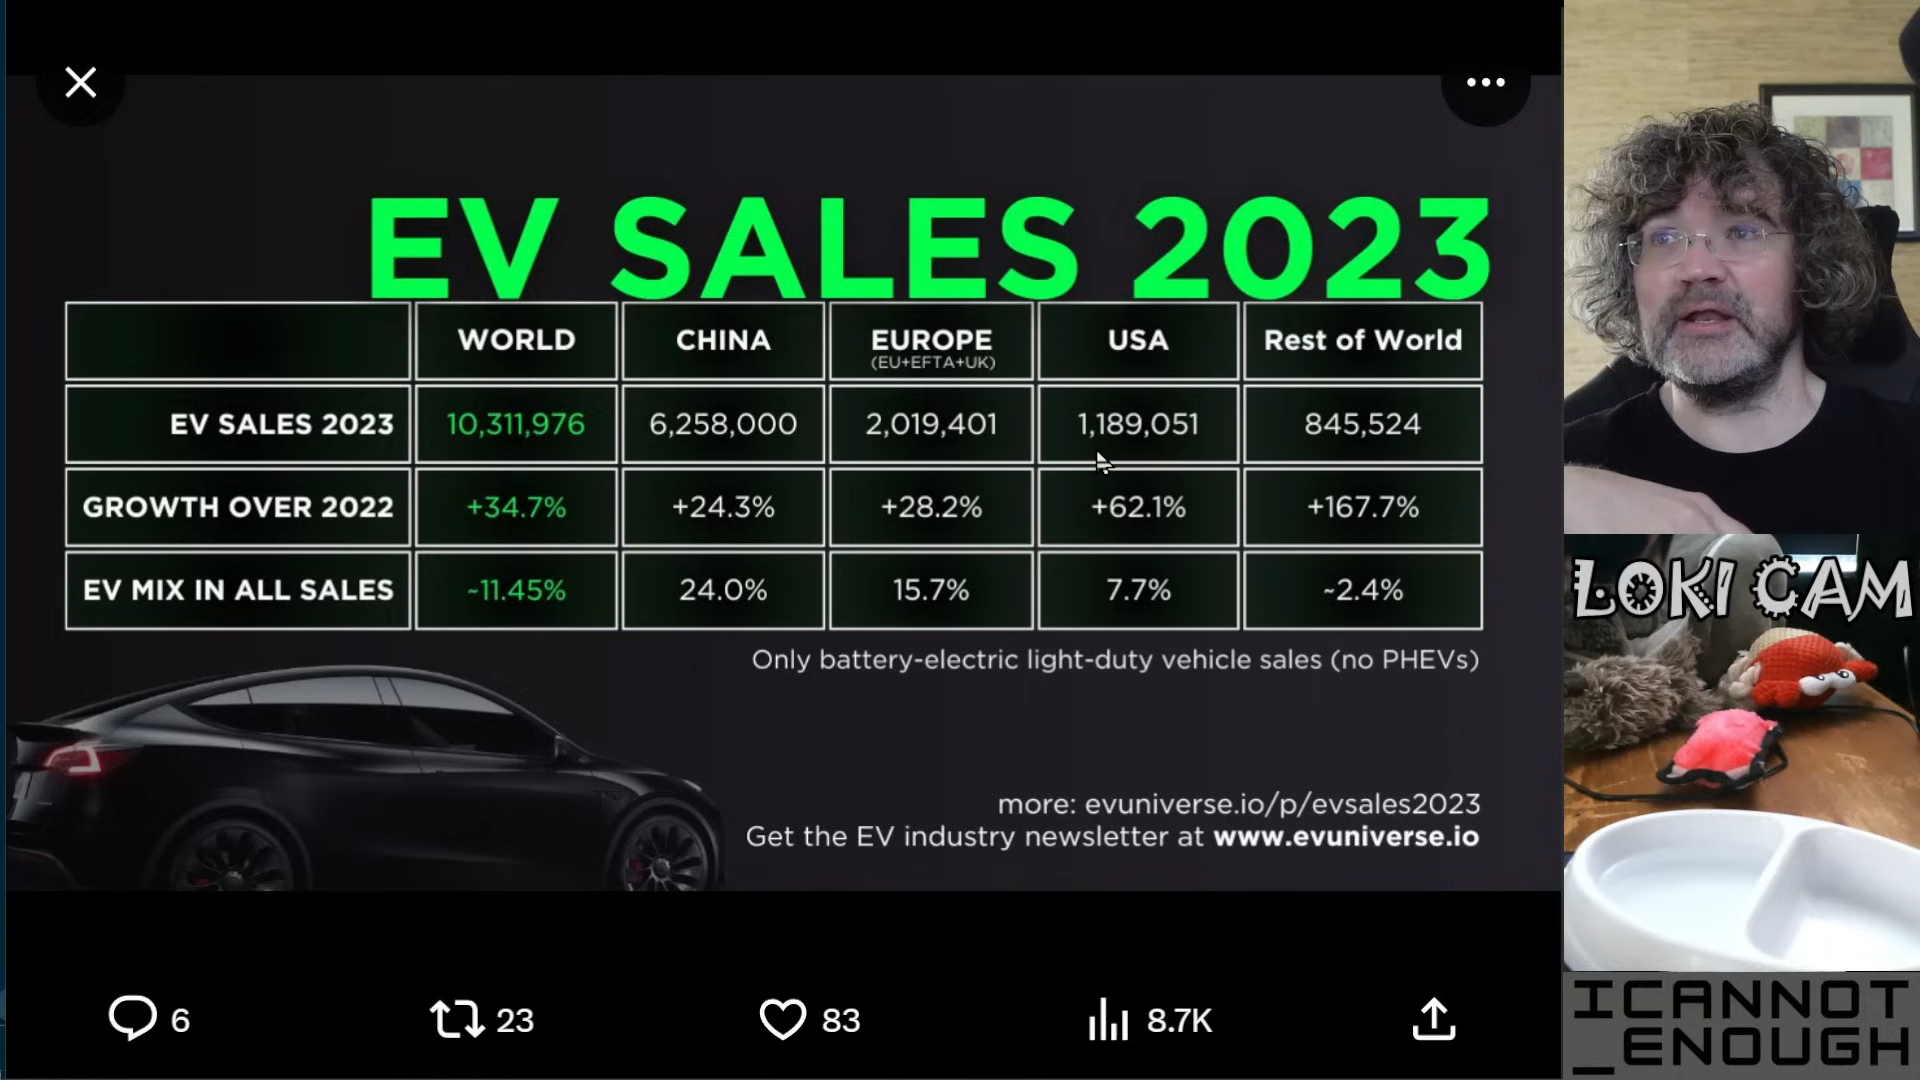 EV SALES 2023
WORLD CHINA EUROPE USA Rest of World
(EU+EFTA+UK)
EV SALES 2023 10,311,976 6,258,000 2,019,401 1,189,051 845,524
GROWTH OVER 2022 +34.7% +24.3% +28.2% +62.1% +167.7%
EV MIX IN ALL SALES ~11.45% 24.0% 15.7% 7.7% ~2.4%
Only battery-electric light-duty vehicle sales (no PHEVs)
more: evuniverse.io/p/evsales2023
Get the EV industry newsletter at www.evuniverse.io
6 23 83 8.7K
LOKI CAM
ICANNOT
_ENOUGH